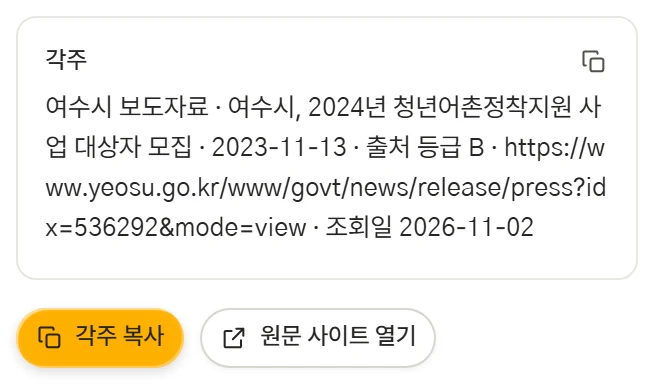 각주
여수시 보도자료 · 여수시, 2024년 청년어촌정착지원 사
업 대상자 모집 · 2023-11-13 · 출처 등급 B · https://w
ww.yeosu.go.kr/www/govt/news/release/press?id
x=536292&mode=view · 조회일 2026-11-02
각주 복사
원문 사이트 열기